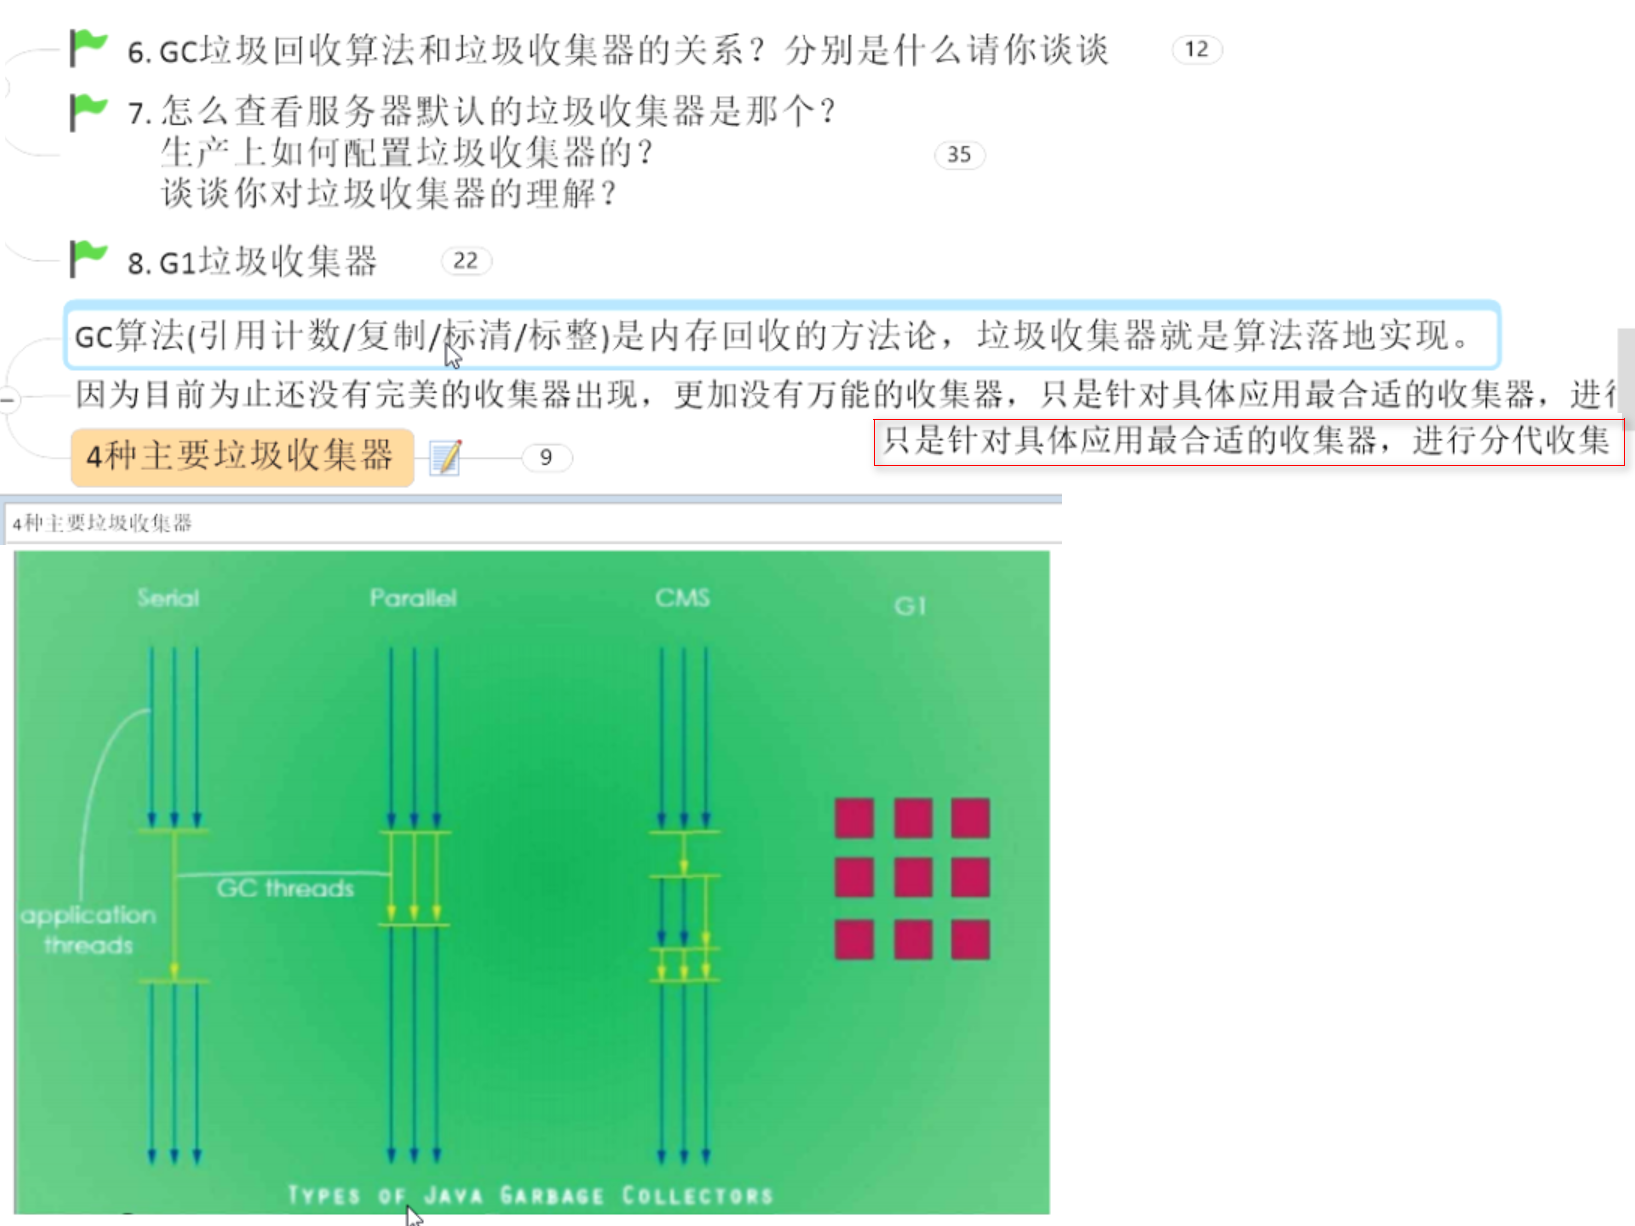 6. GC垃圾回收算法和垃圾收集器的关系？分别是什么请你谈谈 12
7. 怎么查看服务器默认的垃圾收集器是那个？
生产上如何配置垃圾收集器的？ 35
谈谈你对垃圾收集器的理解？
8. G1垃圾收集器 22
GC算法(引用计数/复制/标清/标整)是内存回收的方法论，垃圾收集器就是算法落地实现。
因为目前为止还没有完美的收集器出现，更加没有万能的收集器，只是针对具体应用最合适的收集器，进行
只是针对具体应用最合适的收集器，进行分代收集
4种主要垃圾收集器 9
4种主要垃圾收集器
Serial Parallel CMS G1
GC threads
application
threads
TYPES OF JAVA GARBAGE COLLECTORS